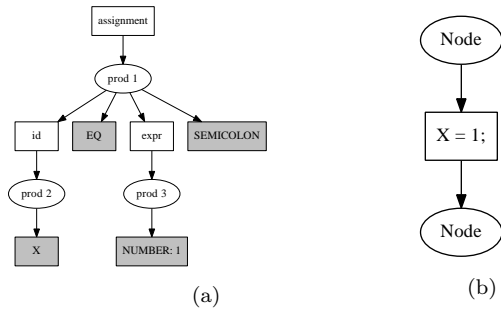 assignment
prod 1
id
EQ
expr
SEMICOLON
prod 2
prod 3
X
NUMBER: 1
(a)
Node
X = 1;
Node
(b)